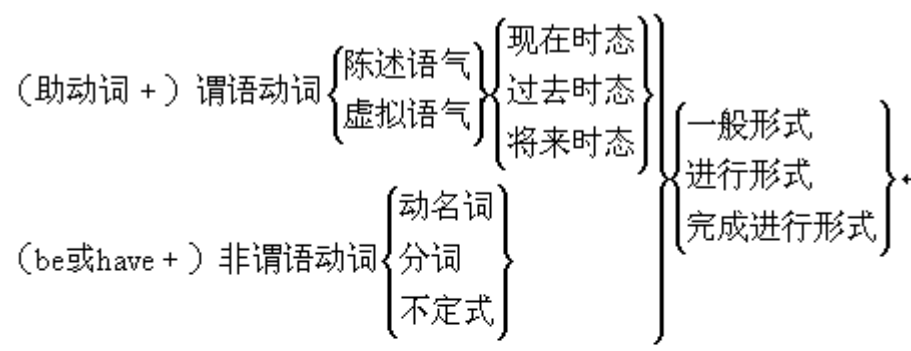 (助动词 + ) 谓语动词
陈述语气
虚拟语气
现在时态
过去时态
将来时态
(be或have + ) 非谓语动词
动名词
分词
不定式
一般形式
进行形式
完成进行形式